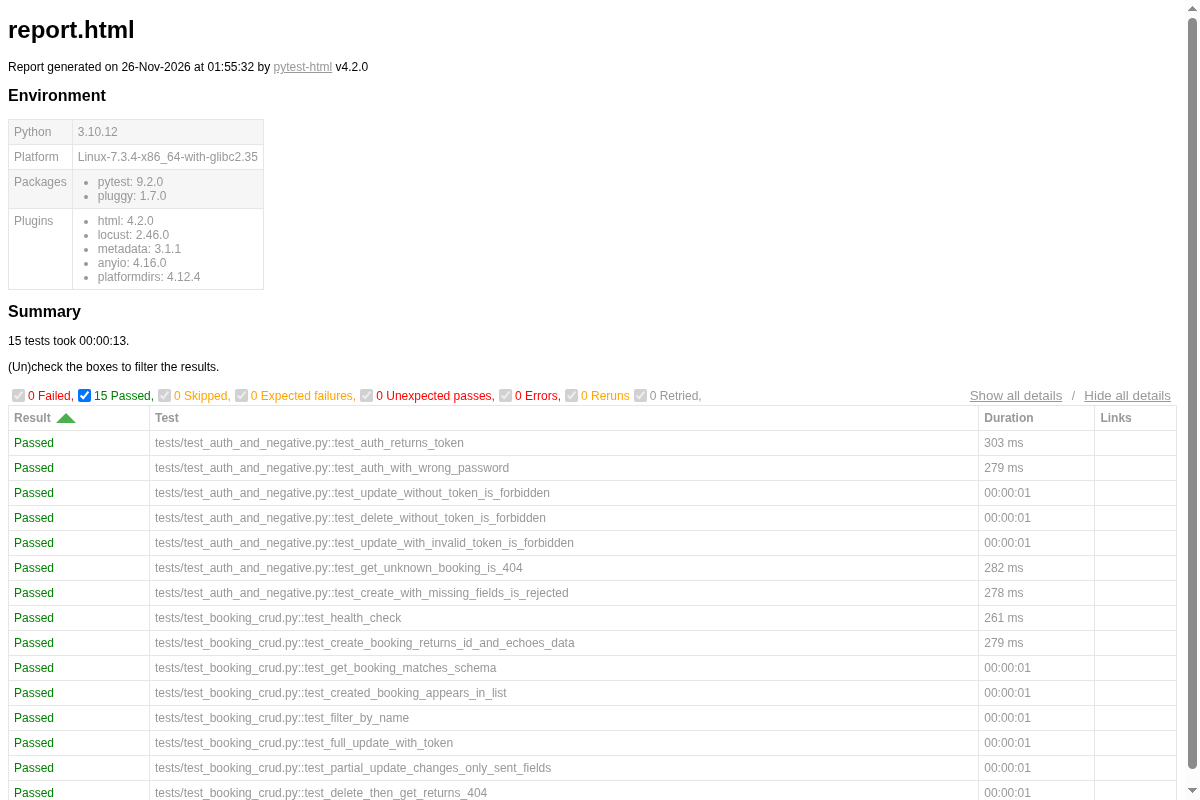 report.html
Report generated on 26-Nov-2026 at 01:55:32 by pytest-html v4.2.0
Environment
Python 3.10.12
Platform Linux-7.3.4-x86_64-with-glibc2.35
Packages • pytest: 9.2.0
• pluggy: 1.7.0
Plugins • html: 4.2.0
• locust: 2.46.0
• metadata: 3.1.1
• anyio: 4.16.0
• platformdirs: 4.12.4
Summary
15 tests took 00:00:13.
(Un)check the boxes to filter the results.
0 Failed, 15 Passed, 0 Skipped, 0 Expected failures, 0 Unexpected passes, 0 Errors, 0 Reruns 0 Retried, Show all details / Hide all details
Result Test Duration Links
Passed tests/test_auth_and_negative.py::test_auth_returns_token 303 ms
Passed tests/test_auth_and_negative.py::test_auth_with_wrong_password 279 ms
Passed tests/test_auth_and_negative.py::test_update_without_token_is_forbidden 00:00:01
Passed tests/test_auth_and_negative.py::test_delete_without_token_is_forbidden 00:00:01
Passed tests/test_auth_and_negative.py::test_update_with_invalid_token_is_forbidden 00:00:01
Passed tests/test_auth_and_negative.py::test_get_unknown_booking_is_404 282 ms
Passed tests/test_auth_and_negative.py::test_create_with_missing_fields_is_rejected 278 ms
Passed tests/test_booking_crud.py::test_health_check 261 ms
Passed tests/test_booking_crud.py::test_create_booking_returns_id_and_echoes_data 279 ms
Passed tests/test_booking_crud.py::test_get_booking_matches_schema 00:00:01
Passed tests/test_booking_crud.py::test_created_booking_appears_in_list 00:00:01
Passed tests/test_booking_crud.py::test_filter_by_name 00:00:01
Passed tests/test_booking_crud.py::test_full_update_with_token 00:00:01
Passed tests/test_booking_crud.py::test_partial_update_changes_only_sent_fields 00:00:01
Passed tests/test_booking_crud.py::test_delete_then_get_returns_404 00:00:01